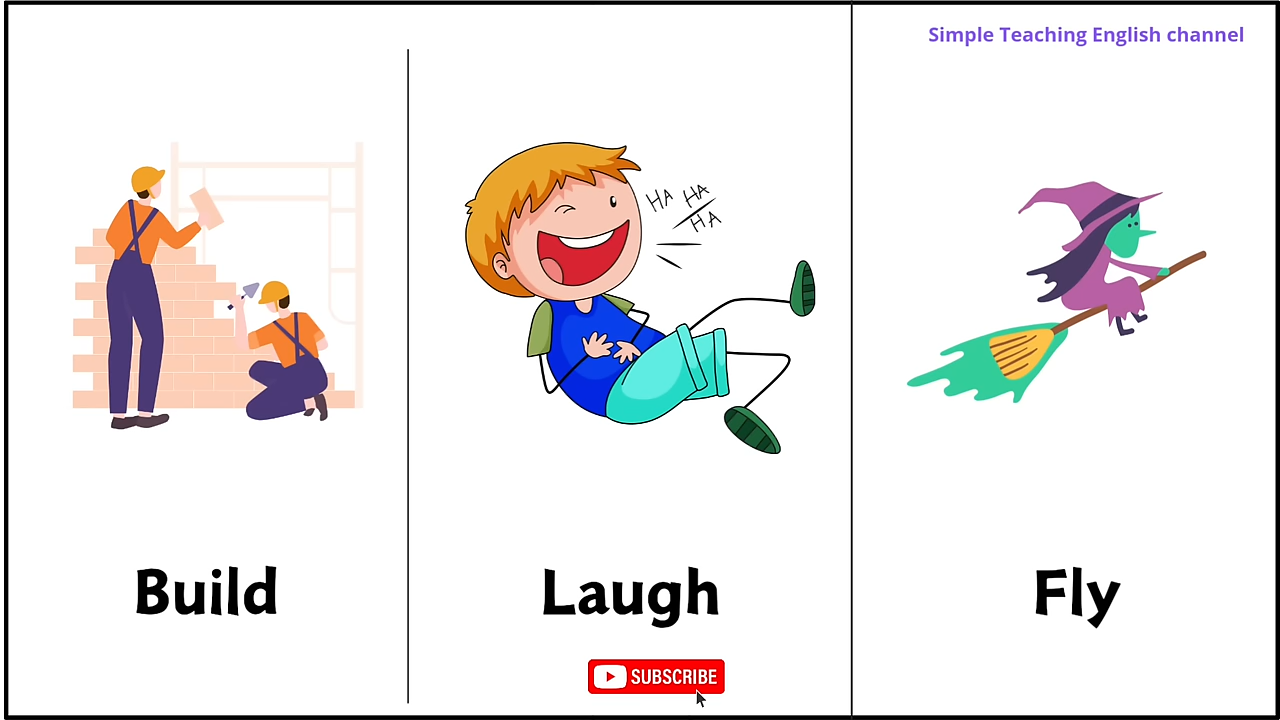 Simple Teaching English channel
HA HA
HA
Build
Laugh
Fly
SUBSCRIBE